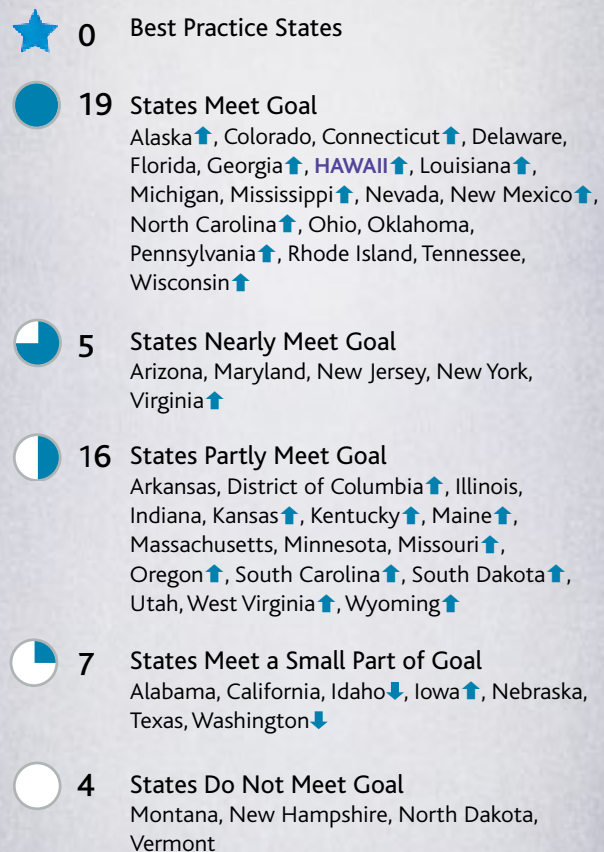 0 Best Practice States
19 States Meet Goal
Alaska⬆, Colorado, Connecticut⬆, Delaware,
Florida, Georgia⬆, HAWAII⬆, Louisiana⬆,
Michigan, Mississippi⬆, Nevada, New Mexico⬆,
North Carolina⬆, Ohio, Oklahoma,
Pennsylvania⬆, Rhode Island, Tennessee,
Wisconsin⬆
5 States Nearly Meet Goal
Arizona, Maryland, New Jersey, New York,
Virginia⬆
16 States Partly Meet Goal
Arkansas, District of Columbia⬆, Illinois,
Indiana, Kansas⬆, Kentucky⬆, Maine⬆,
Massachusetts, Minnesota, Missouri⬆,
Oregon⬆, South Carolina⬆, South Dakota⬆,
Utah, West Virginia⬆, Wyoming⬆
7 States Meet a Small Part of Goal
Alabama, California, Idaho⬇, Iowa⬆, Nebraska,
Texas, Washington⬇
4 States Do Not Meet Goal
Montana, New Hampshire, North Dakota,
Vermont